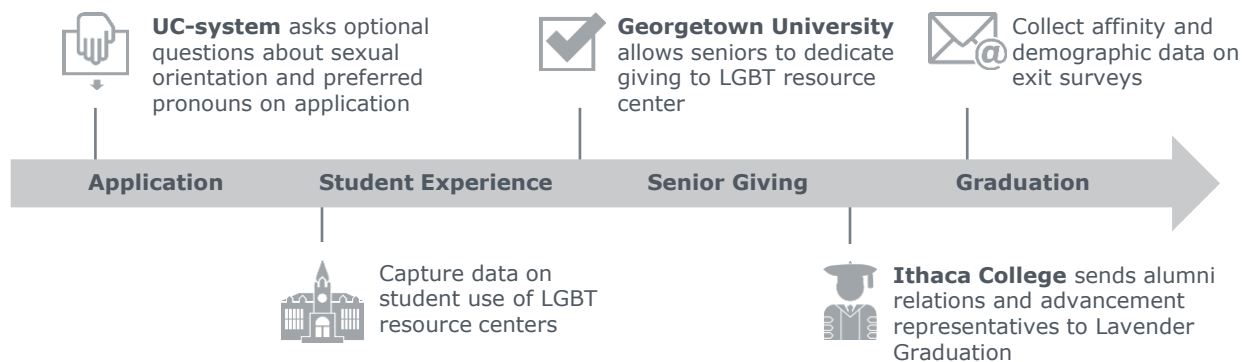 UC-system asks optional
questions about sexual
orientation and preferred
pronouns on application
Georgetown University
allows seniors to dedicate
giving to LGBT resource
center
Collect affinity and
demographic data on
exit surveys
@
Application
Student Experience
Senior Giving
Graduation
Capture data on
student use of LGBT
resource centers
Ithaca College sends alumni
relations and advancement
representatives to Lavender
Graduation